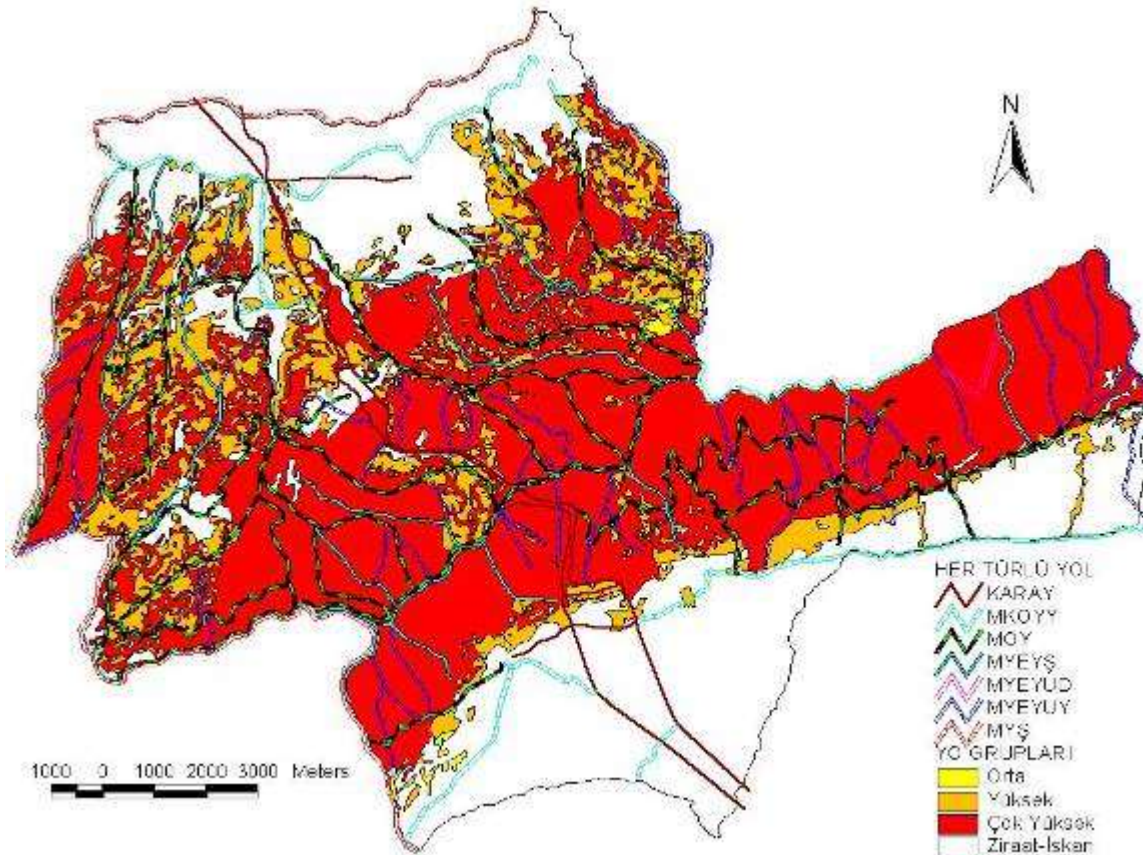 N
HER TÜRLÜ YOL
KARAY
MKOYY
MOY
MYEYŞ
MYEYUD
MYEYUY
MYŞ
YO GRUPLARI
Orta
Yüksek
Çok Yüksek
Ziraat-İskan
1000 0 1000 2000 3000 Meters